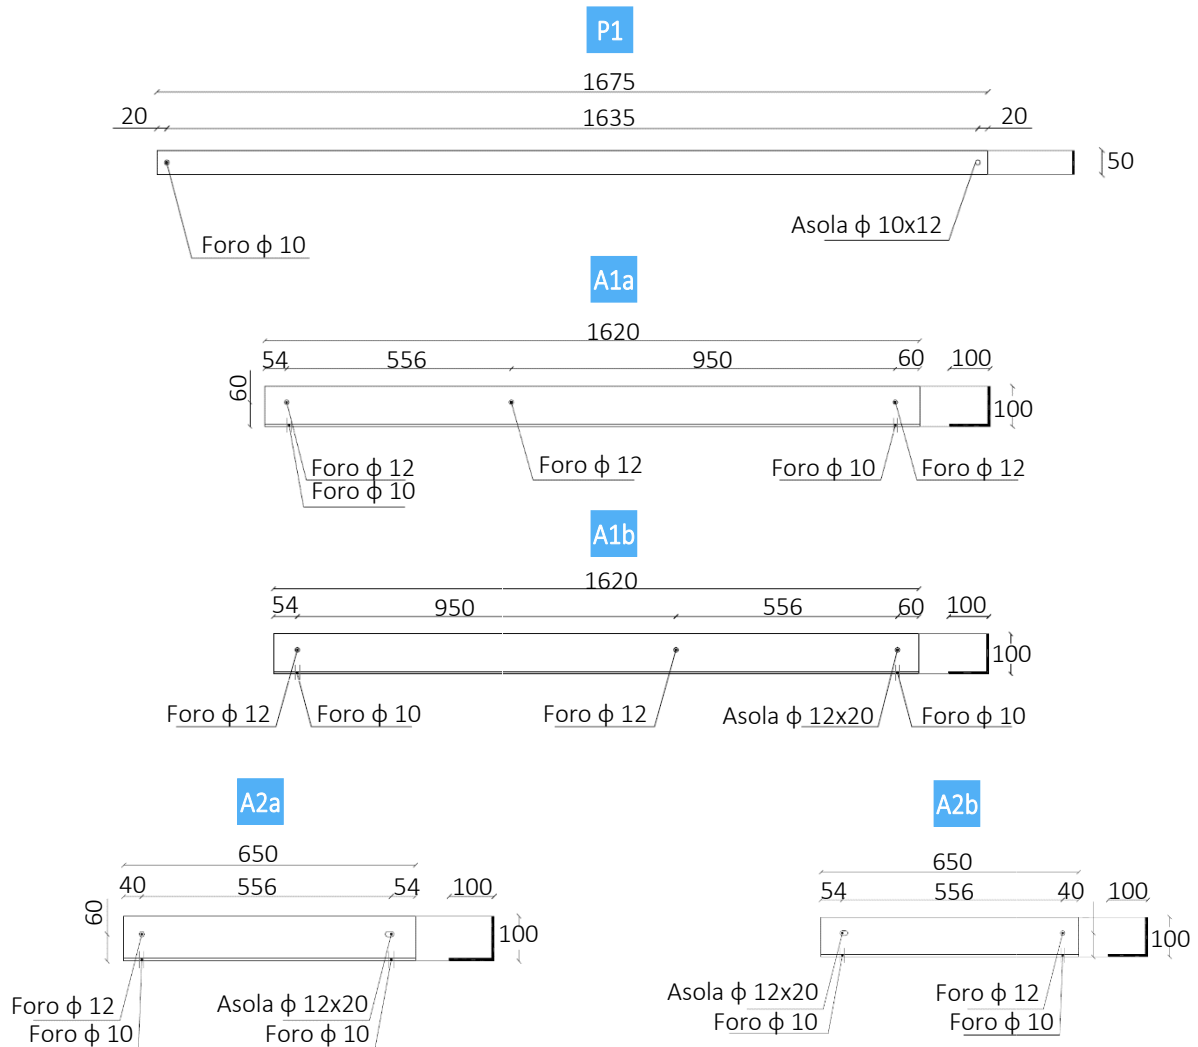 P1
1675
20 1635 20
50
Asola ϕ 10x12
Foro ϕ 10
A1a
1620
54 556 950 60 100
60
100
Foro ϕ 12 Foro ϕ 12 Foro ϕ 10 Foro ϕ 12
Foro ϕ 10
A1b
1620
54 950 556 60 100
100
Foro ϕ 12 Foro ϕ 10 Foro ϕ 12 Asola ϕ 12x20 Foro ϕ 10
A2a
650
40 556 54 100
60
100
Foro ϕ 12 Asola ϕ 12x20
Foro ϕ 10 Foro ϕ 10
A2b
650
54 556 40 100
100
Asola ϕ 12x20 Foro ϕ 12
Foro ϕ 10 Foro ϕ 10